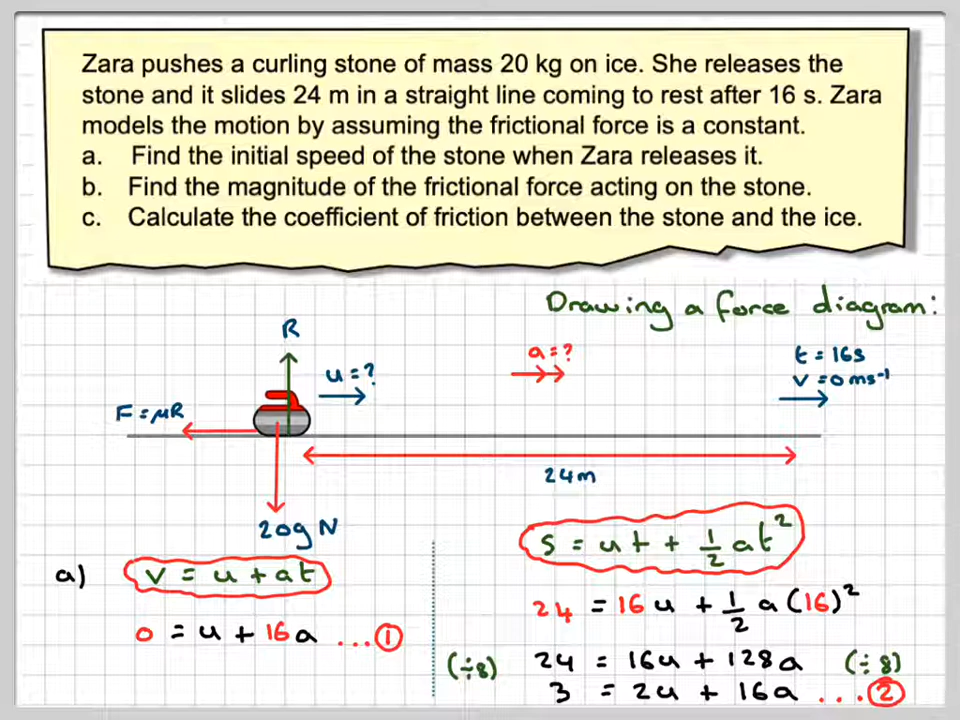 Zara pushes a curling stone of mass 20 kg on ice. She releases the
stone and it slides 24 m in a straight line coming to rest after 16 s. Zara
models the motion by assuming the frictional force is a constant.
a. Find the initial speed of the stone when Zara releases it.
b. Find the magnitude of the frictional force acting on the stone.
c. Calculate the coefficient of friction between the stone and the ice.
Drawing a force diagram:
R
u = ?
a = ?
t = 16s
v = 0 ms⁻¹
F = μR
24m
20g N
a) v = u + at
0 = u + 16a ...①
s = ut + ½at²
24 = 16u + ½a(16)²
(÷8) 24 = 16u + 128a (÷8)
3 = 2u + 16a ...②